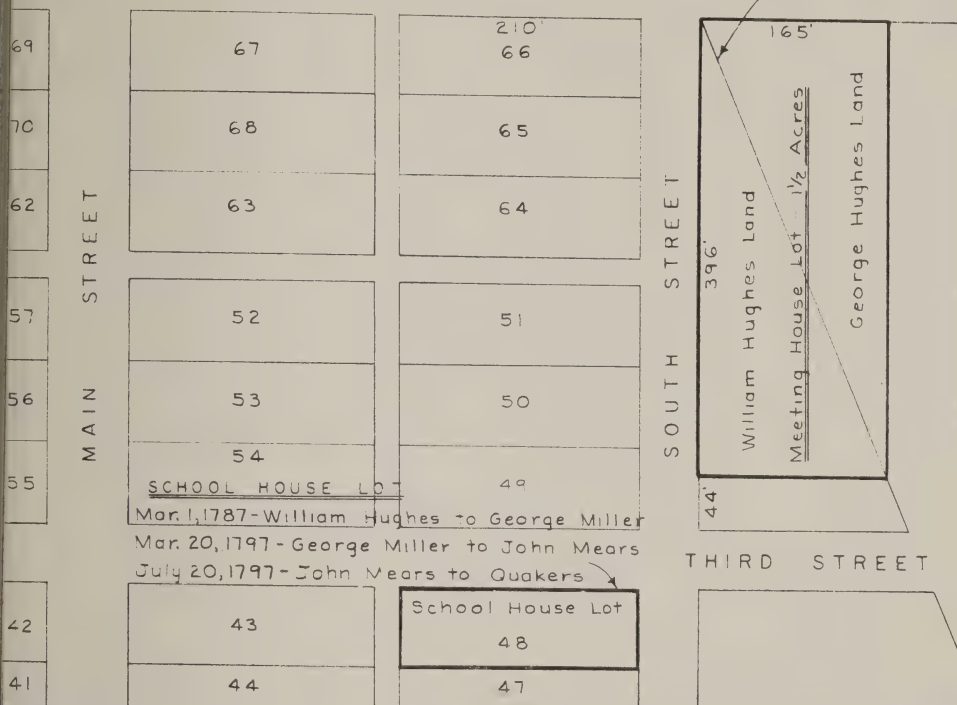 69
70
62
57
56
55
42
41
MAIN STREET
67
68
63
52
53
54
210'
66
65
64
51
50
49
SCHOOL HOUSE LOT
Mar. 1, 1787 - William Hughes to George Miller
Mar. 20, 1797 - George Miller to John Mears
July 20, 1797 - John Mears to Quakers
43
44
School House Lot
48
47
SOUTH STREET
165'
396'
44'
William Hughes Land
Meeting House Lot 1 1/2 Acres
George Hughes Land
THIRD STREET